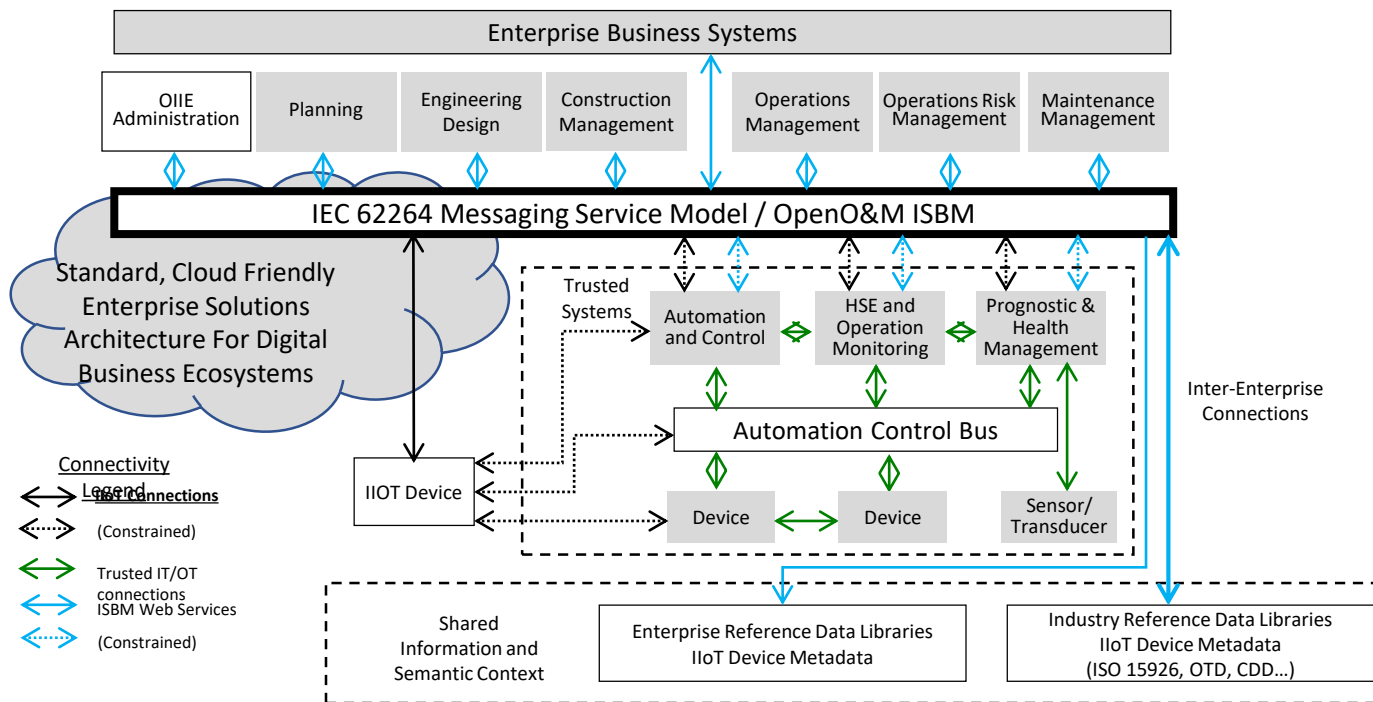 Enterprise Business Systems
OIIE
Administration
Planning
Engineering
Design
Construction
Management
Operations
Management
Operations Risk
Management
Maintenance
Management
IEC 62264 Messaging Service Model / OpenO&M ISBM
Standard, Cloud Friendly
Enterprise Solutions
Architecture For Digital
Business Ecosystems
Trusted
Systems
Automation
and Control
HSE and
Operation
Monitoring
Prognostic &
Health
Management
Inter-Enterprise
Connections
Automation Control Bus
IIOT Device
Device
Device
Sensor/
Transducer
Connectivity
Legend
IIoT Connections
(Constrained)
Trusted IT/OT
connections
ISBM Web Services
(Constrained)
Shared
Information and
Semantic Context
Enterprise Reference Data Libraries
IIoT Device Metadata
Industry Reference Data Libraries
IIoT Device Metadata
(ISO 15926, OTD, CDD...)